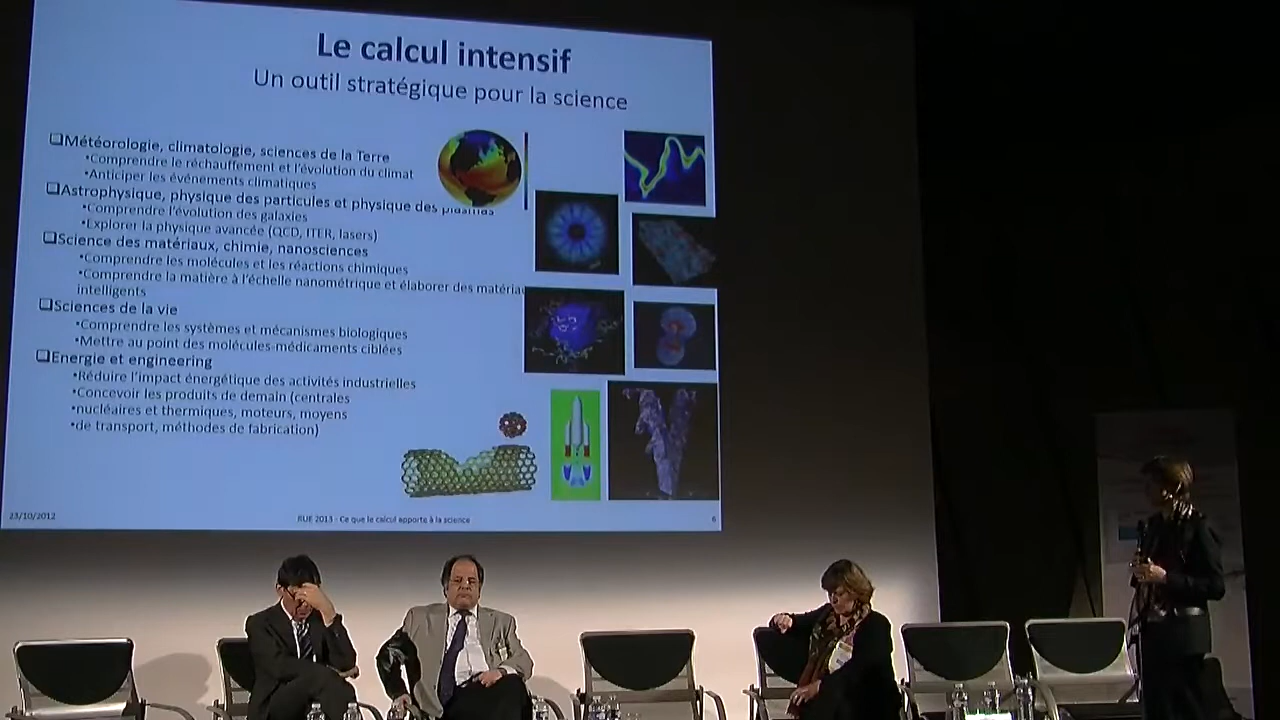 Le calcul intensif
Un outil stratégique pour la science
❑Météorologie, climatologie, sciences de la Terre
•Comprendre le réchauffement et l'évolution du climat
•Anticiper les événements climatiques
❑Astrophysique, physique des particules et physique des plasmas
•Comprendre l'évolution des galaxies
•Explorer la physique avancée (QCD, ITER, lasers)
❑Science des matériaux, chimie, nanosciences
•Comprendre les molécules et les réactions chimiques
•Comprendre la matière à l'échelle nanométrique et élaborer des
intelligents
❑Sciences de la vie
•Comprendre les systèmes et mécanismes biologiques
•Mettre au point des molécules-médicaments ciblées
❑Energie et engineering
•Réduire l'impact énergétique des activités industrielles
•Concevoir les produits de demain (centrales
•nucléaires et thermiques, moteurs, moyens
•de transport, méthodes de fabrication)
23/10/2012
RUE 2013 - Ce que le calcul apporte à la science
6